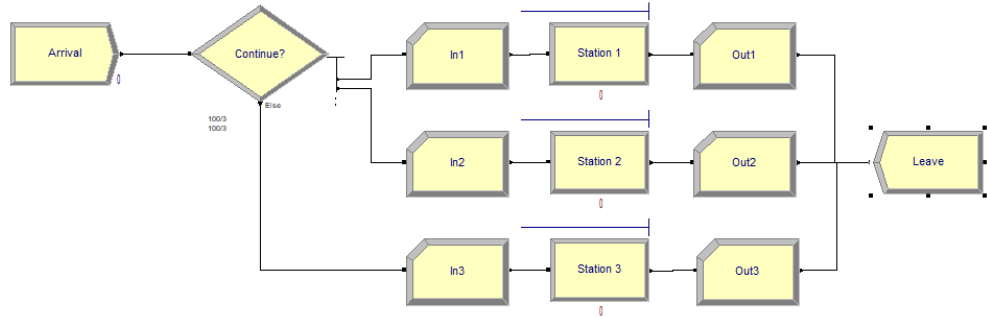 Arrival
0
Continue?
Else
100/3
100/3
In1
Station 1
0
Out1
In2
Station 2
0
Out2
Leave
In3
Station 3
0
Out3